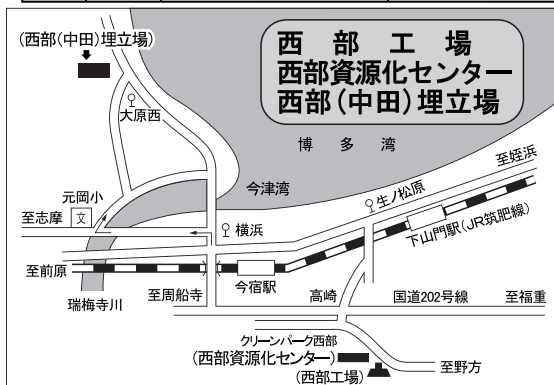 (西部(中田)埋立場)
西部工場
西部資源化センター
西部(中田)埋立場
大原西
博多湾
至姪浜
今津湾
生ノ松原
元岡小
至志摩
文
横浜
下山門駅(JR筑肥線)
至前原
瑞梅寺川
至周船寺
今宿駅
高崎
国道202号線
至福重
クリーンパーク西部
(西部資源化センター)
(西部工場)
至野方